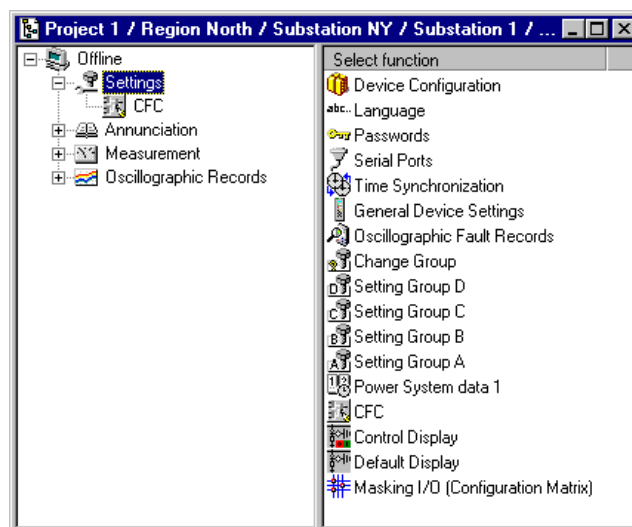 Project 1 / Region North / Substation NY / Substation 1 / ...
Offline
Settings
CFC
Annunciation
Measurement
Oscillographic Records
Select function
Device Configuration
abc.. Language
Passwords
Serial Ports
Time Synchronization
General Device Settings
Oscillographic Fault Records
Change Group
D Setting Group D
C Setting Group C
B Setting Group B
A Setting Group A
Power System data 1
CFC
Control Display
Default Display
Masking I/O (Configuration Matrix)